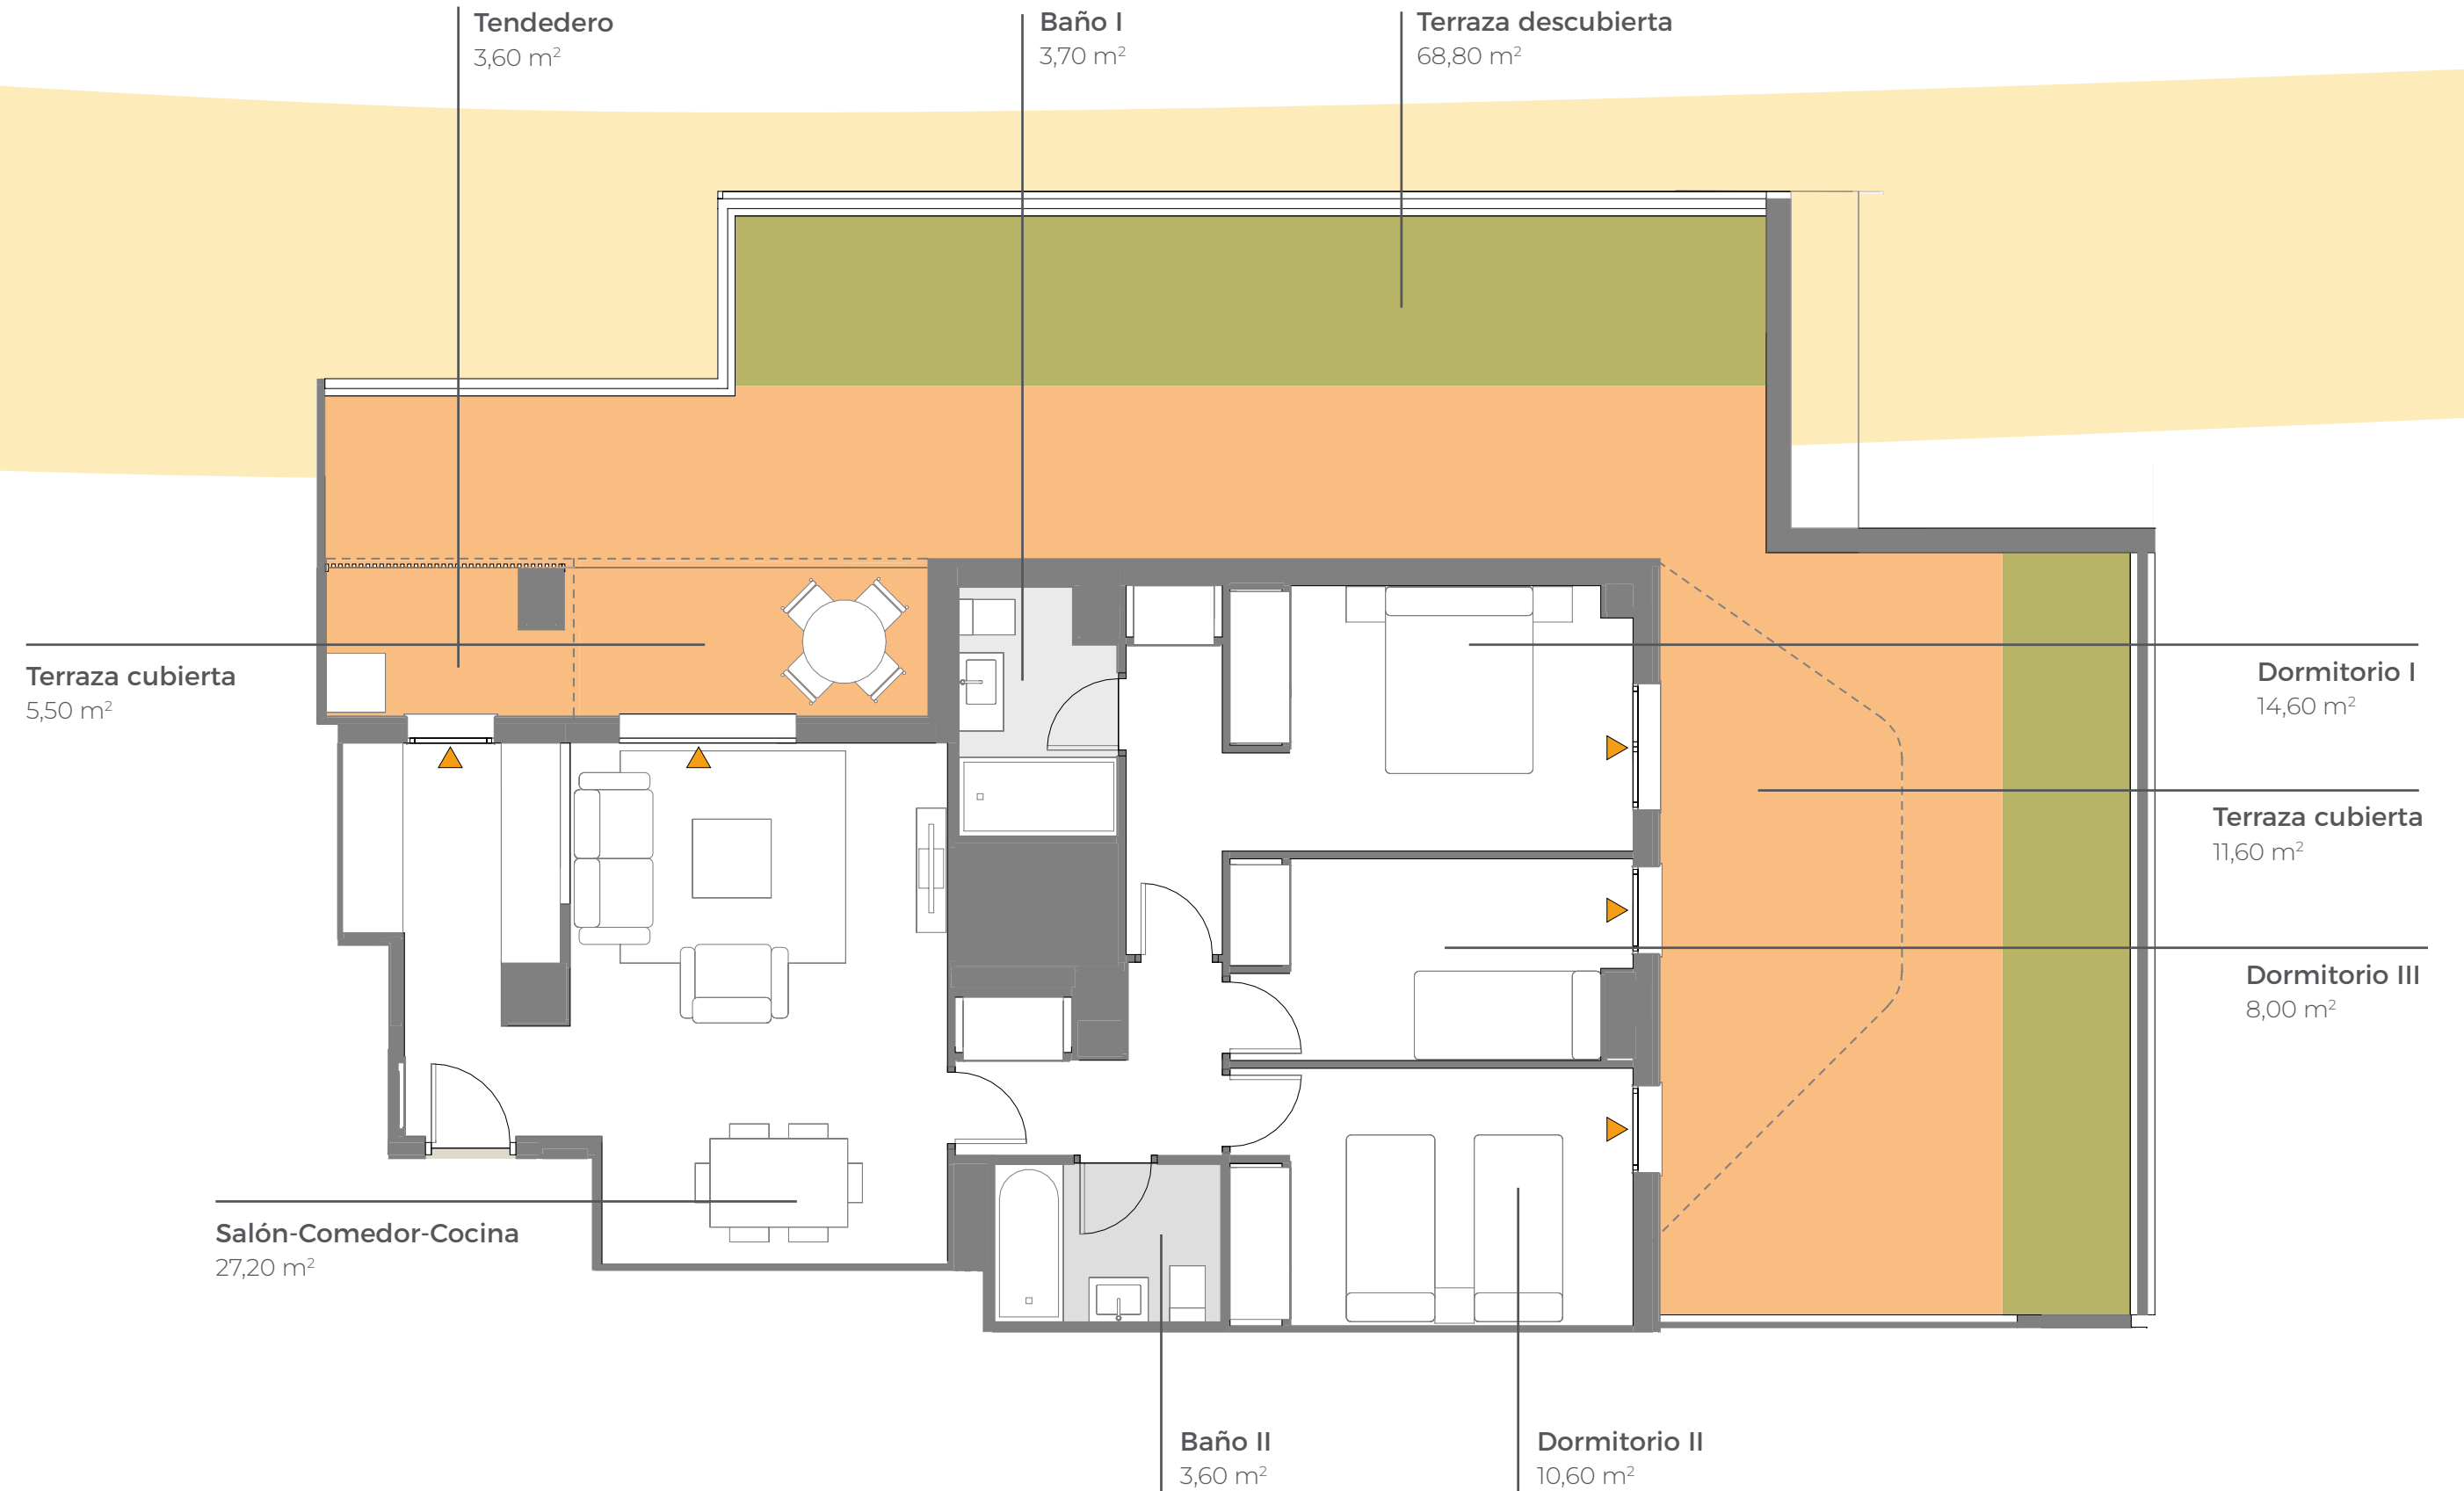 Tendedero
3,60 m²
Baño I
3,70 m²
Terraza descubierta
68,80 m²
Terraza cubierta
5,50 m²
Dormitorio I
14,60 m²
Terraza cubierta
11,60 m²
Dormitorio III
8,00 m²
Salón-Comedor-Cocina
27,20 m²
Baño II
3,60 m²
Dormitorio II
10,60 m²